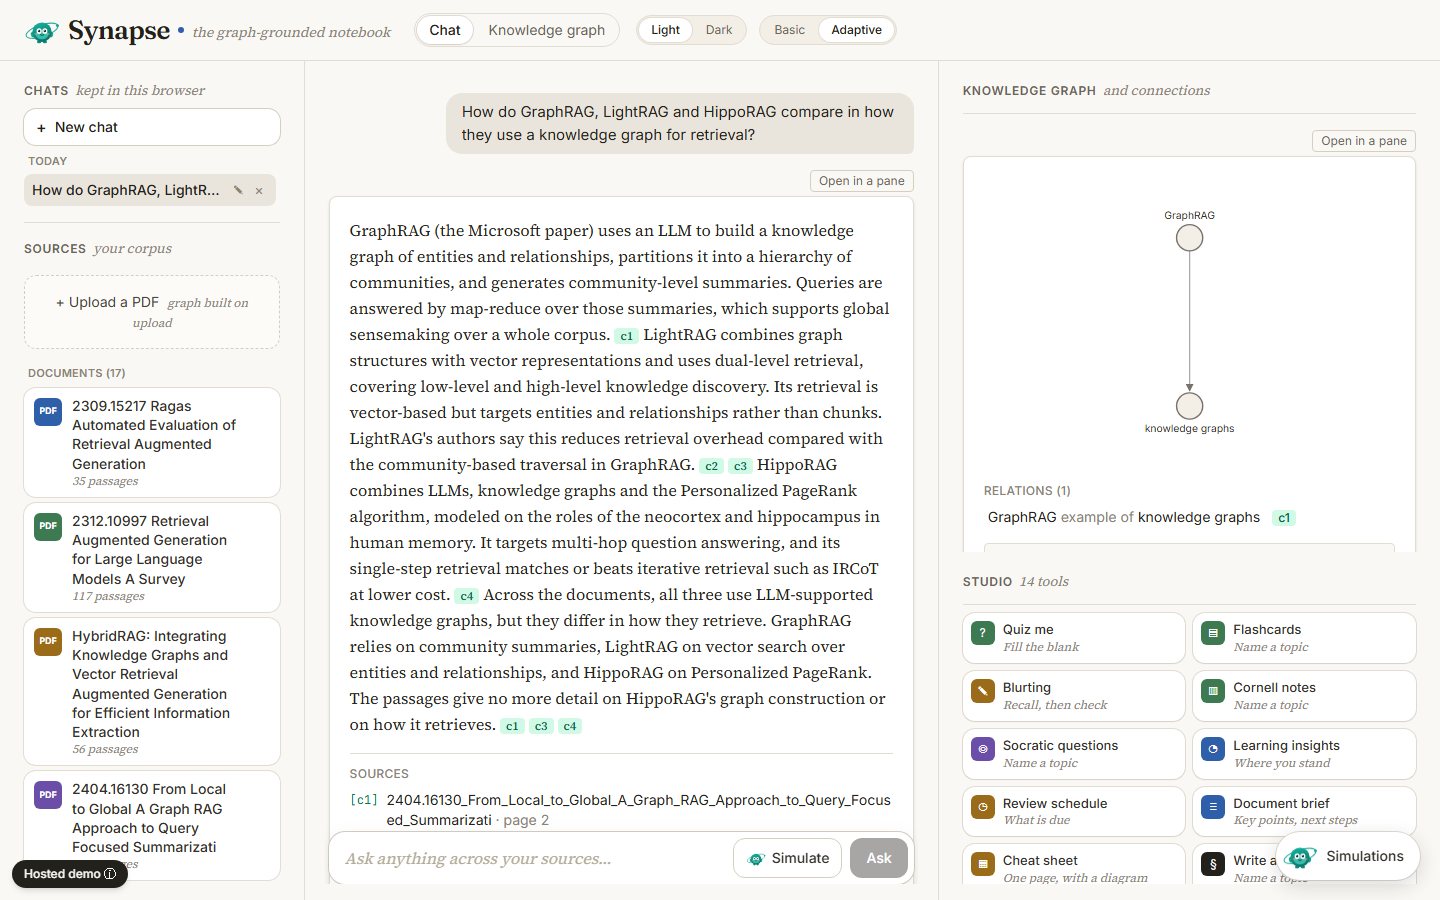 Synapse • the graph-grounded notebook
Chat Knowledge graph
Light Dark
Basic Adaptive
CHATS kept in this browser
+ New chat
TODAY
How do GraphRAG, LightR... ×
SOURCES your corpus
+ Upload a PDF graph built on
upload
DOCUMENTS (17)
PDF
2309.15217 Ragas
Automated Evaluation of
Retrieval Augmented
Generation
35 passages
PDF
2312.10997 Retrieval
Augmented Generation
for Large Language
Models A Survey
117 passages
PDF
HybridRAG: Integrating
Knowledge Graphs and
Vector Retrieval
Augmented Generation
for Efficient Information
Extraction
56 passages
PDF
2404.16130 From Local
to Global A Graph RAG
Approach to Query
Focused Summarizati
Hosted demo ⓘ
How do GraphRAG, LightRAG and HippoRAG compare in how
they use a knowledge graph for retrieval?
Open in a pane
GraphRAG (the Microsoft paper) uses an LLM to build a knowledge
graph of entities and relationships, partitions it into a hierarchy of
communities, and generates community-level summaries. Queries are
answered by map-reduce over those summaries, which supports global
sensemaking over a whole corpus. c1 LightRAG combines graph
structures with vector representations and uses dual-level retrieval,
covering low-level and high-level knowledge discovery. Its retrieval is
vector-based but targets entities and relationships rather than chunks.
LightRAG's authors say this reduces retrieval overhead compared with
the community-based traversal in GraphRAG. c2 c3 HippoRAG
combines LLMs, knowledge graphs and the Personalized PageRank
algorithm, modeled on the roles of the neocortex and hippocampus in
human memory. It targets multi-hop question answering, and its
single-step retrieval matches or beats iterative retrieval such as IRCoT
at lower cost. c4 Across the documents, all three use LLM-supported
knowledge graphs, but they differ in how they retrieve. GraphRAG
relies on community summaries, LightRAG on vector search over
entities and relationships, and HippoRAG on Personalized PageRank.
The passages give no more detail on HippoRAG's graph construction or
on how it retrieves. c1 c3 c4
SOURCES
[c1] 2404.16130_From_Local_to_Global_A_Graph_RAG_Approach_to_Query_Focus
ed_Summarizati · page 2
Ask anything across your sources...
Simulate
Ask
KNOWLEDGE GRAPH and connections
Open in a pane
GraphRAG
knowledge graphs
RELATIONS (1)
GraphRAG example of knowledge graphs c1
STUDIO 14 tools
? Quiz me
Fill the blank
Flashcards
Name a topic
Blurting
Recall, then check
Cornell notes
Name a topic
Socratic questions
Name a topic
Learning insights
Where you stand
Review schedule
What is due
Document brief
Key points, next steps
Cheat sheet
One page, with a diagram
§ Write a
Name a
Simulations